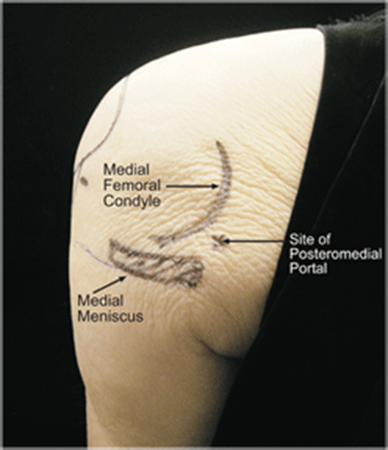 Medial
Femoral
Condyle
Site of
Posteromedial
Portal
Medial
Meniscus